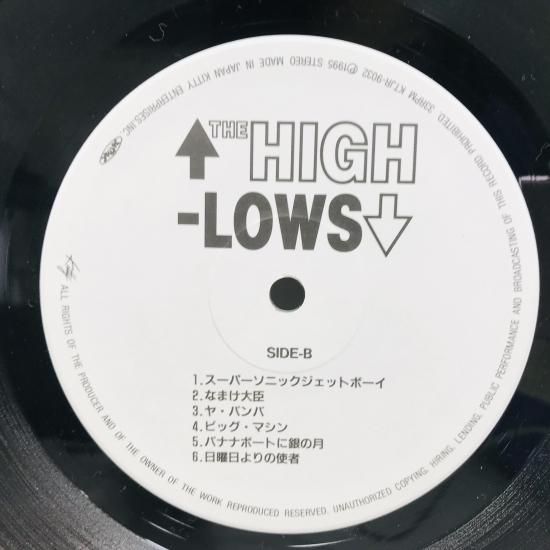 ↑THE HIGH
-LOWS↓
SIDE-B
1.スーパーソニックジェットボーイ
2.なまけ大臣
3.ヤ・バンバ
4.ビッグ・マシン
5.バナナボートに銀の月
6.日曜日よりの使者
ALL RIGHTS OF THE PRODUCER AND OF THE OWNER OF THE WORK REPRODUCED RESERVED. UNAUTHORIZED COPYING, HIRING, LENDING, PUBLIC PERFORMANCE AND BROADCASTING OF THIS RECORD PROHIBITED 33RPM KTJR-9032 Ⓟ1995 STEREO MADE IN JAPAN KITTY ENTERPRISES,INC.